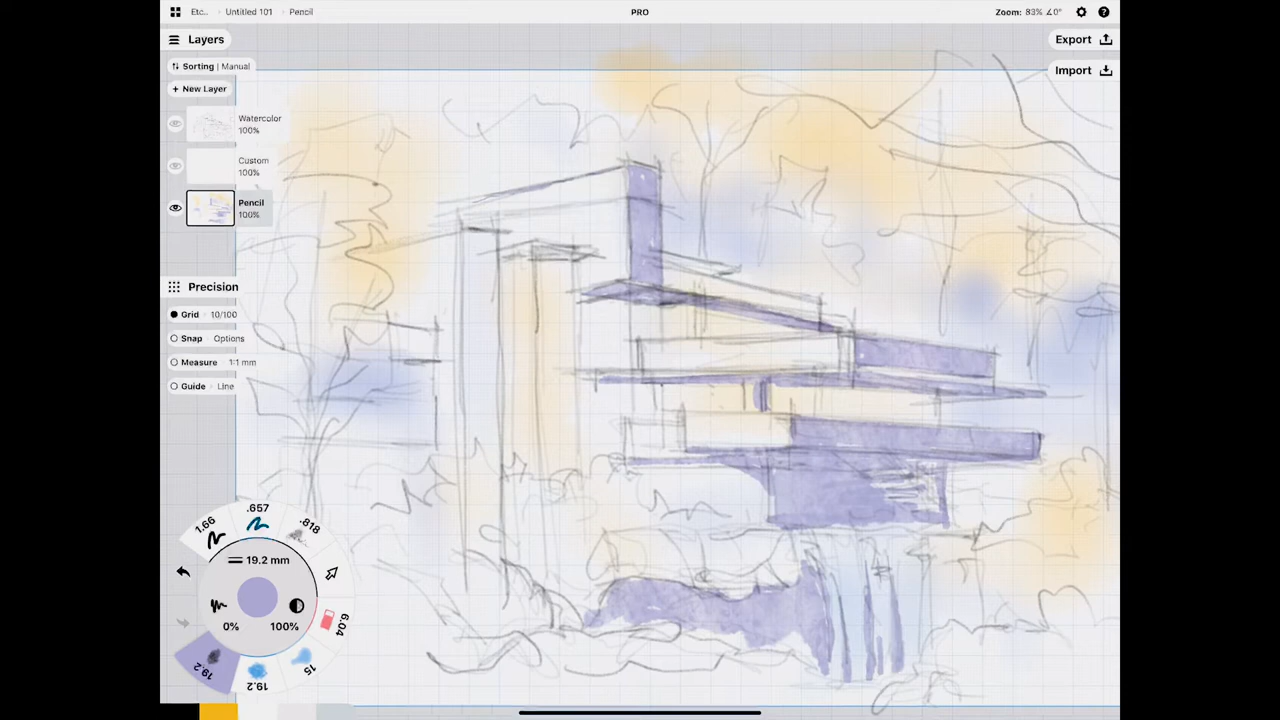 Etc.. › Untitled 101 › Pencil
PRO
Zoom: 83% ∠0°
Layers
Export
Sorting | Manual
Import
+ New Layer
Watercolor
100%
Custom
100%
Pencil
100%
Precision
Grid › 10/100
Snap › Options
Measure › 1:1 mm
Guide › Line
1.66
.657
.818
19.2 mm
6.04
0%
100%
19.2
19.2
15